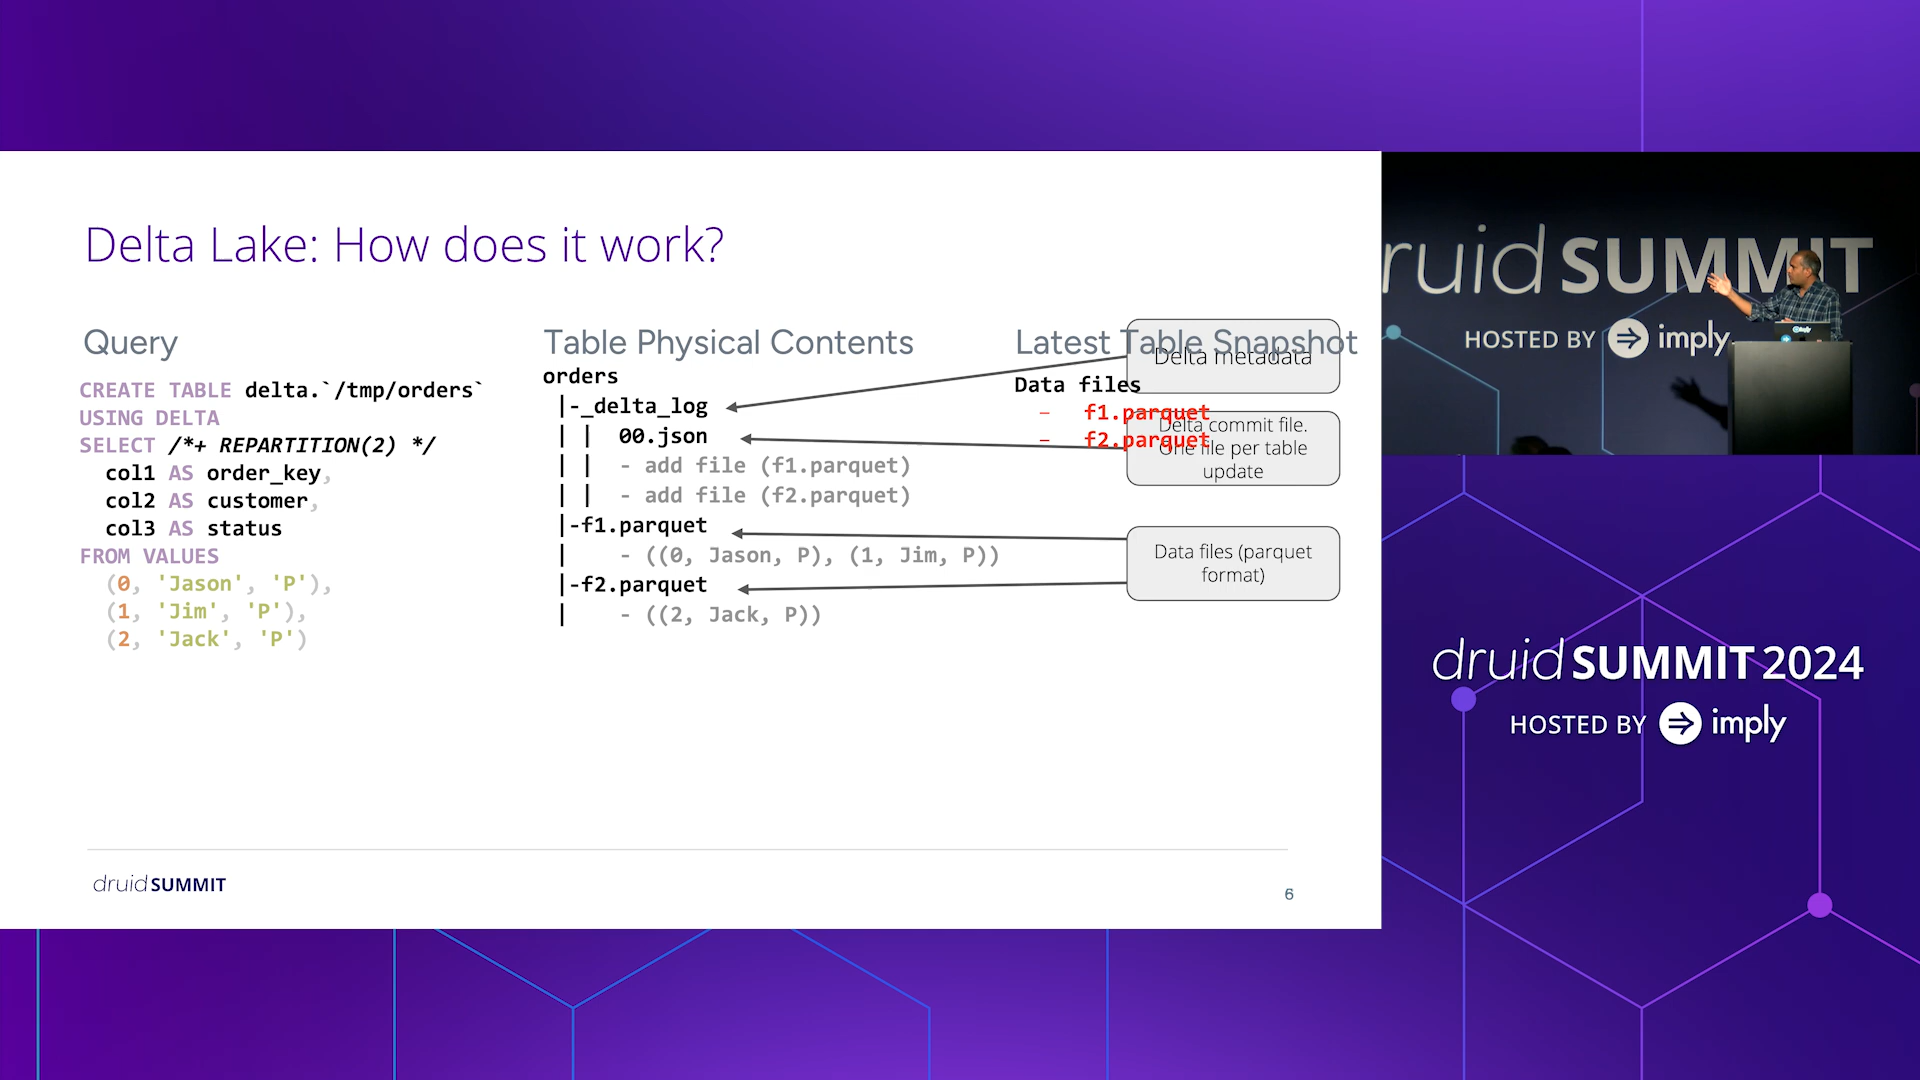 Delta Lake: How does it work?
Query
CREATE TABLE delta.`/tmp/orders`
USING DELTA
SELECT /*+ REPARTITION(2) */
col1 AS order_key,
col2 AS customer,
col3 AS status
FROM VALUES
(0, 'Jason', 'P'),
(1, 'Jim', 'P'),
(2, 'Jack', 'P')
Table Physical Contents
orders
|-_delta_log
| | 00.json
| | - add file (f1.parquet)
| | - add file (f2.parquet)
|-f1.parquet
| - ((0, Jason, P), (1, Jim, P))
|-f2.parquet
| - ((2, Jack, P))
Latest Table Snapshot
Data files
– f1.parquet
– f2.parquet
Delta metadata
Delta commit file.
One file per table
update
Data files (parquet
format)
druid SUMMIT
6
ruid SUMMIT
HOSTED BY imply
imply
druid SUMMIT 2024
HOSTED BY imply